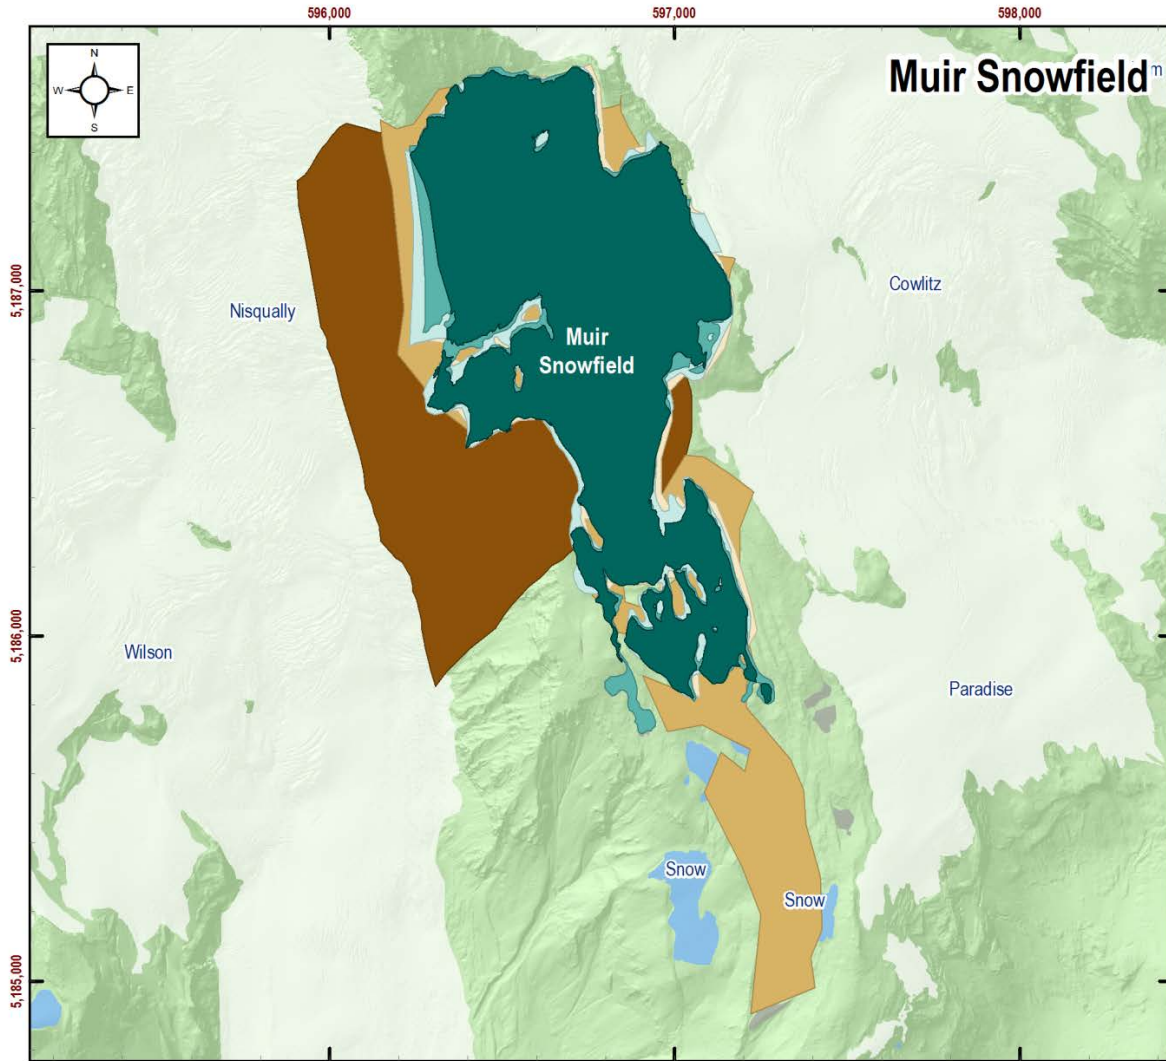 596,000
597,000
598,000
N
W
E
S
Muir Snowfield
5,187,000
Nisqually
Cowlitz
Muir
Snowfield
5,186,000
Wilson
Paradise
Snow
Snow
5,185,000